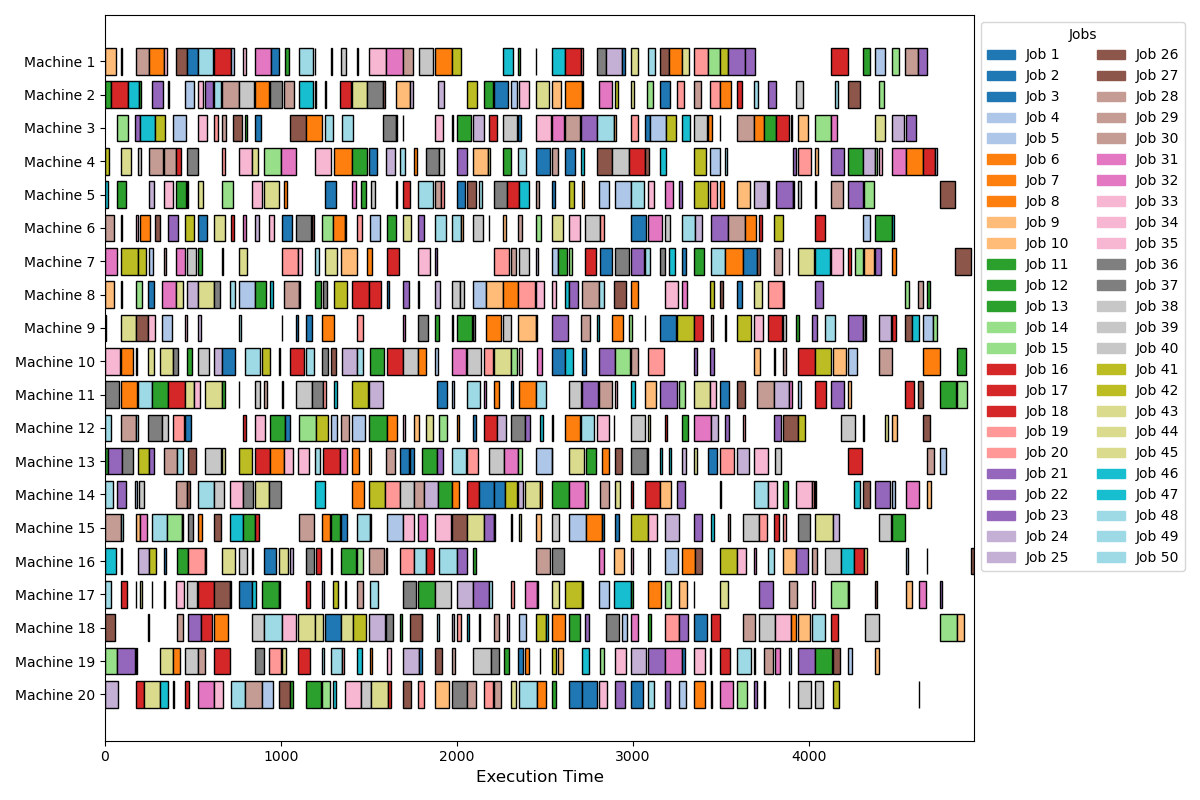 Machine 1
Machine 2
Machine 3
Machine 4
Machine 5
Machine 6
Machine 7
Machine 8
Machine 9
Machine 10
Machine 11
Machine 12
Machine 13
Machine 14
Machine 15
Machine 16
Machine 17
Machine 18
Machine 19
Machine 20
0 1000 2000 3000 4000
Execution Time
Jobs
Job 1 Job 26
Job 2 Job 27
Job 3 Job 28
Job 4 Job 29
Job 5 Job 30
Job 6 Job 31
Job 7 Job 32
Job 8 Job 33
Job 9 Job 34
Job 10 Job 35
Job 11 Job 36
Job 12 Job 37
Job 13 Job 38
Job 14 Job 39
Job 15 Job 40
Job 16 Job 41
Job 17 Job 42
Job 18 Job 43
Job 19 Job 44
Job 20 Job 45
Job 21 Job 46
Job 22 Job 47
Job 23 Job 48
Job 24 Job 49
Job 25 Job 50